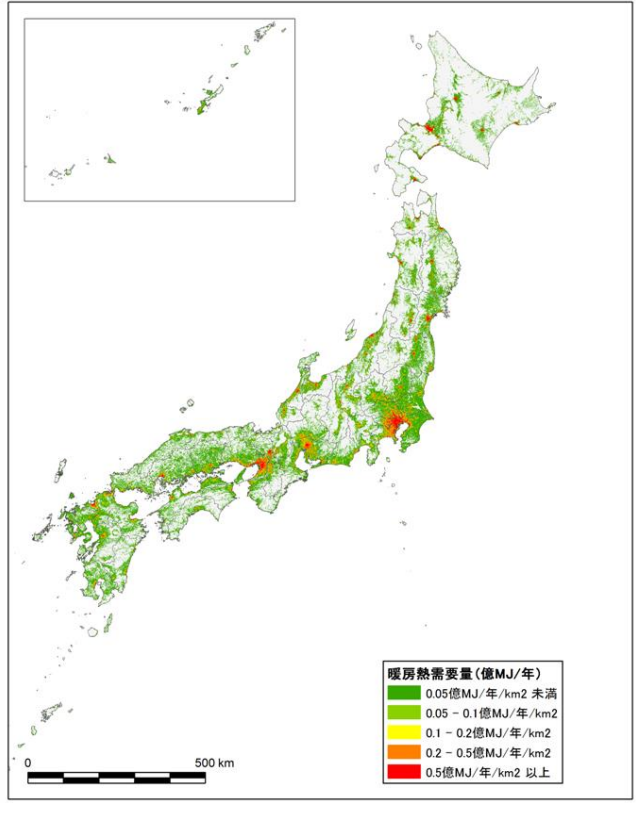 暖房熱需要量(億MJ/年)
0.05億MJ/年/km2 未満
0.05 - 0.1億MJ/年/km2
0.1 - 0.2億MJ/年/km2
0.2 - 0.5億MJ/年/km2
0.5億MJ/年/km2 以上
0 500 km